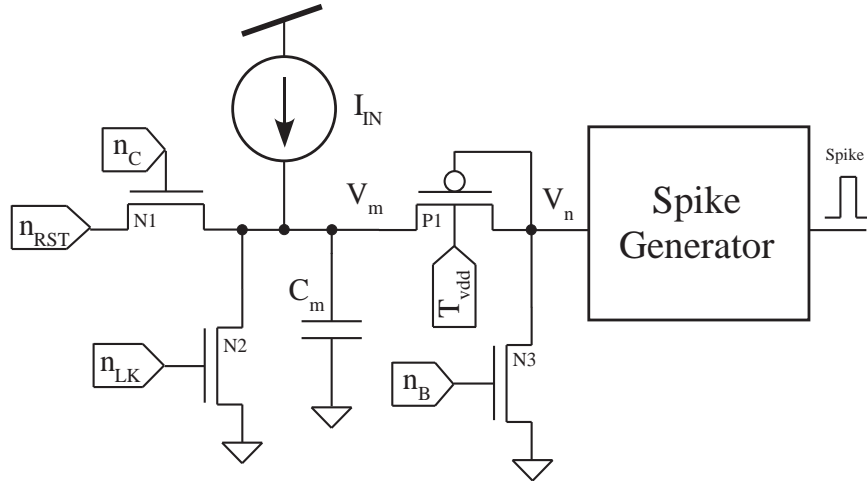 I_IN
n_C
Spike
V_m
V_n
Spike
Generator
n_RST
N1
P1
C_m
T_vdd
n_LK
N2
n_B
N3